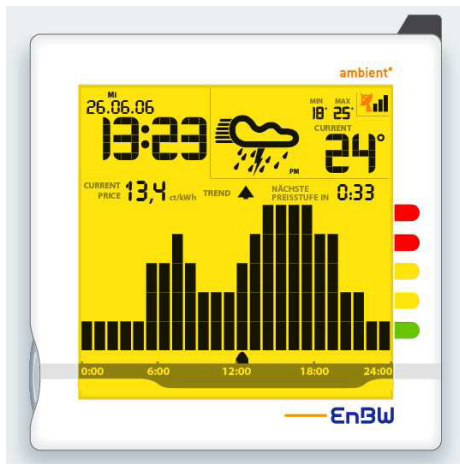 ambient
Mi
26.06.06
13:23
PM
MIN MAX
18° 25°
CURRENT
24°
CURRENT PRICE 13,4 ct/kWh TREND NÄCHSTE PREISSTUFE IN 0:33
0:00 6:00 12:00 18:00 24:00
EnBW